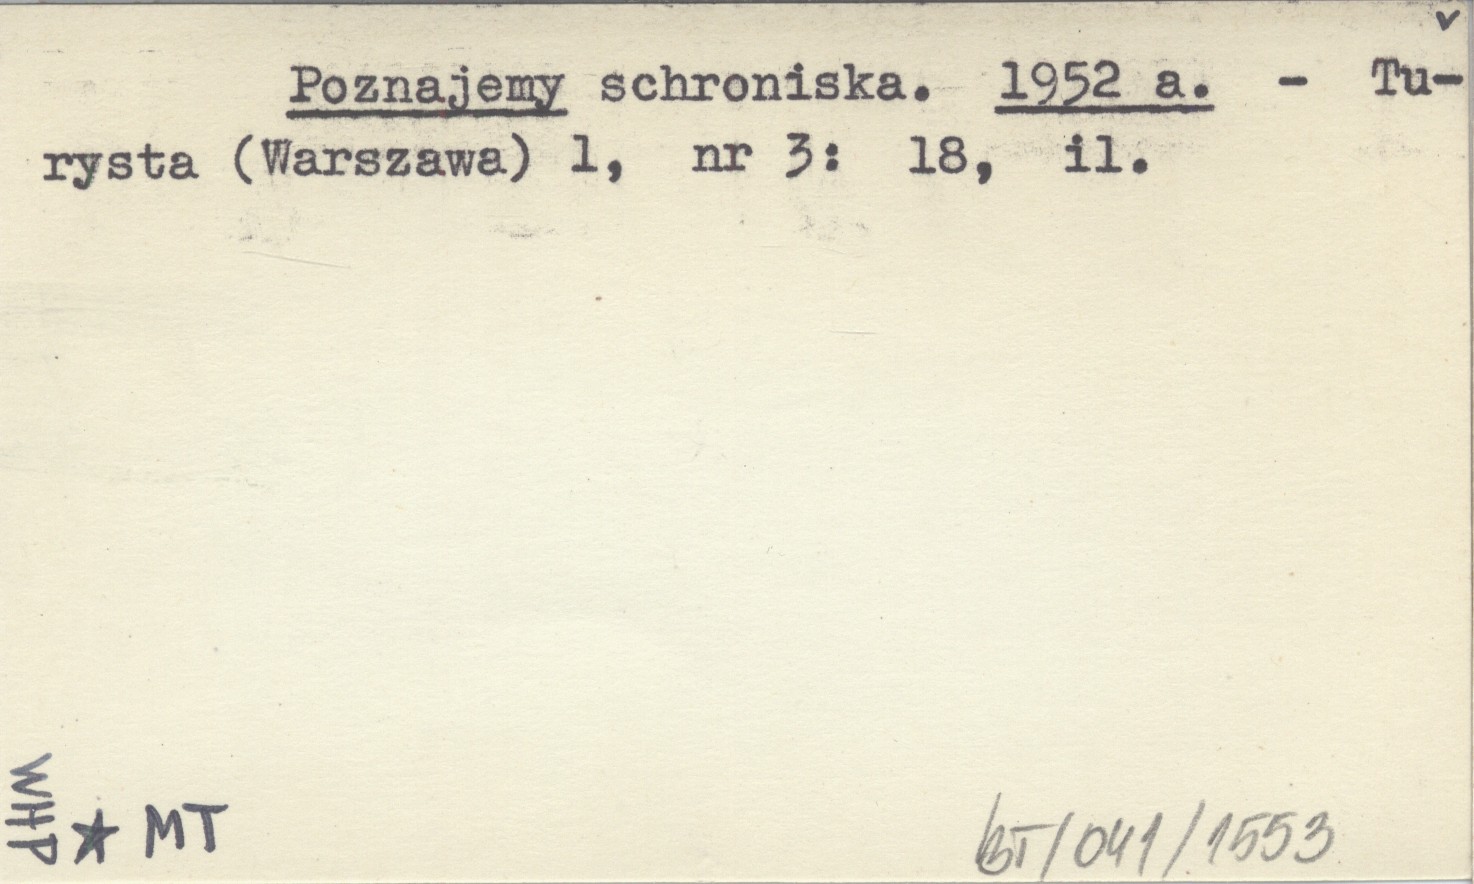 v
Poznajemy schroniska. 1952 a. - Tu-
rysta (Warszawa) 1, nr 3: 18, il.
WHP
★ MT
BT/041/1553